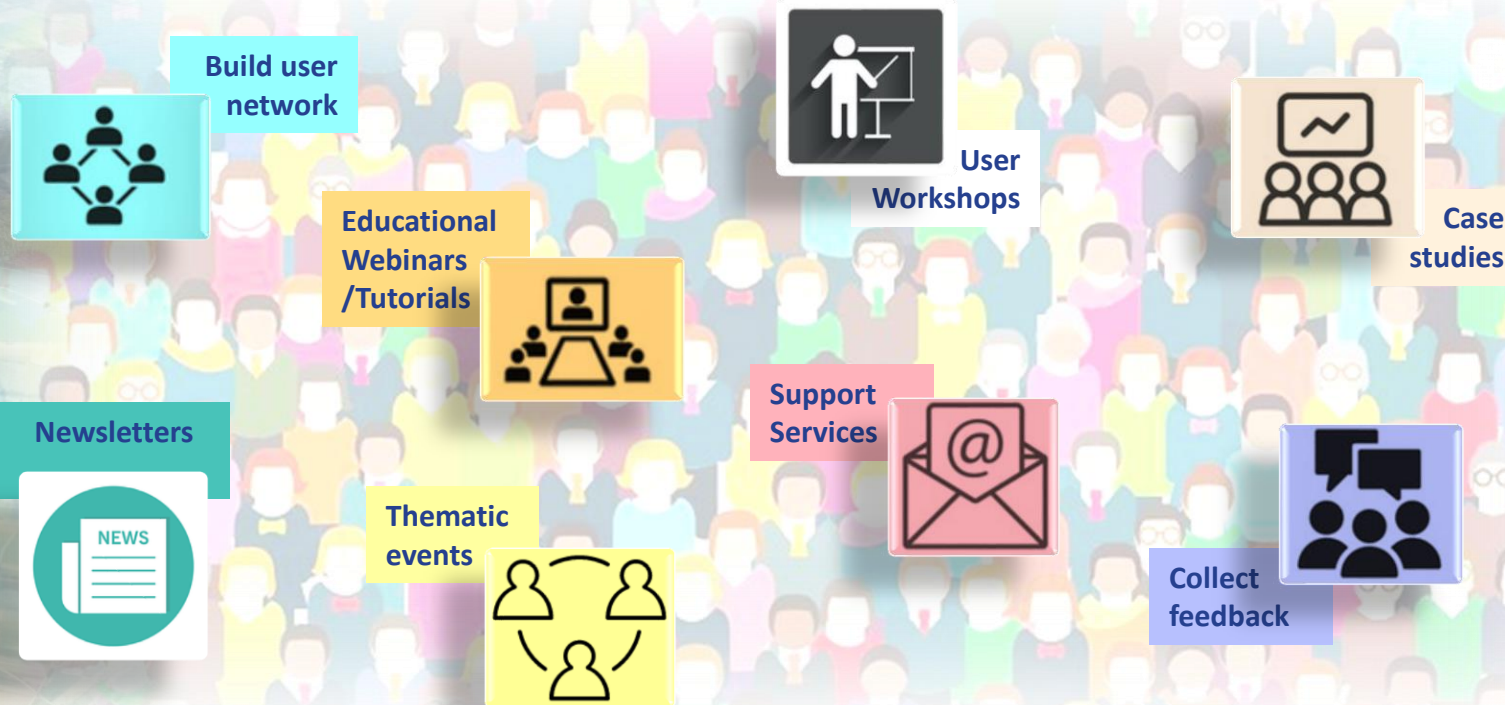 Build user
network
Educational
Webinars
/Tutorials
Newsletters
NEWS
Thematic
events
User
Workshops
Support
Services
@
Case
studies
Collect
feedback